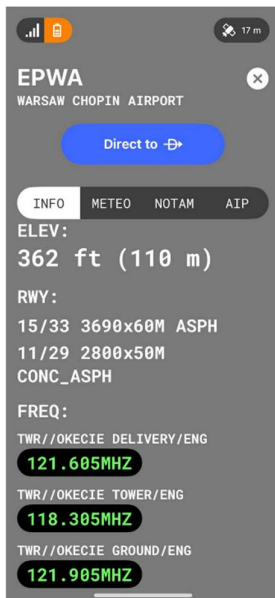 17 m
EPWA
WARSAW CHOPIN AIRPORT
Direct to
INFO METEO NOTAM AIP
ELEV:
362 ft (110 m)
RWY:
15/33 3690x60M ASPH
11/29 2800x50M
CONC_ASPH
FREQ:
TWR//OKECIE DELIVERY/ENG
121.605MHZ
TWR//OKECIE TOWER/ENG
118.305MHZ
TWR//OKECIE GROUND/ENG
121.905MHZ